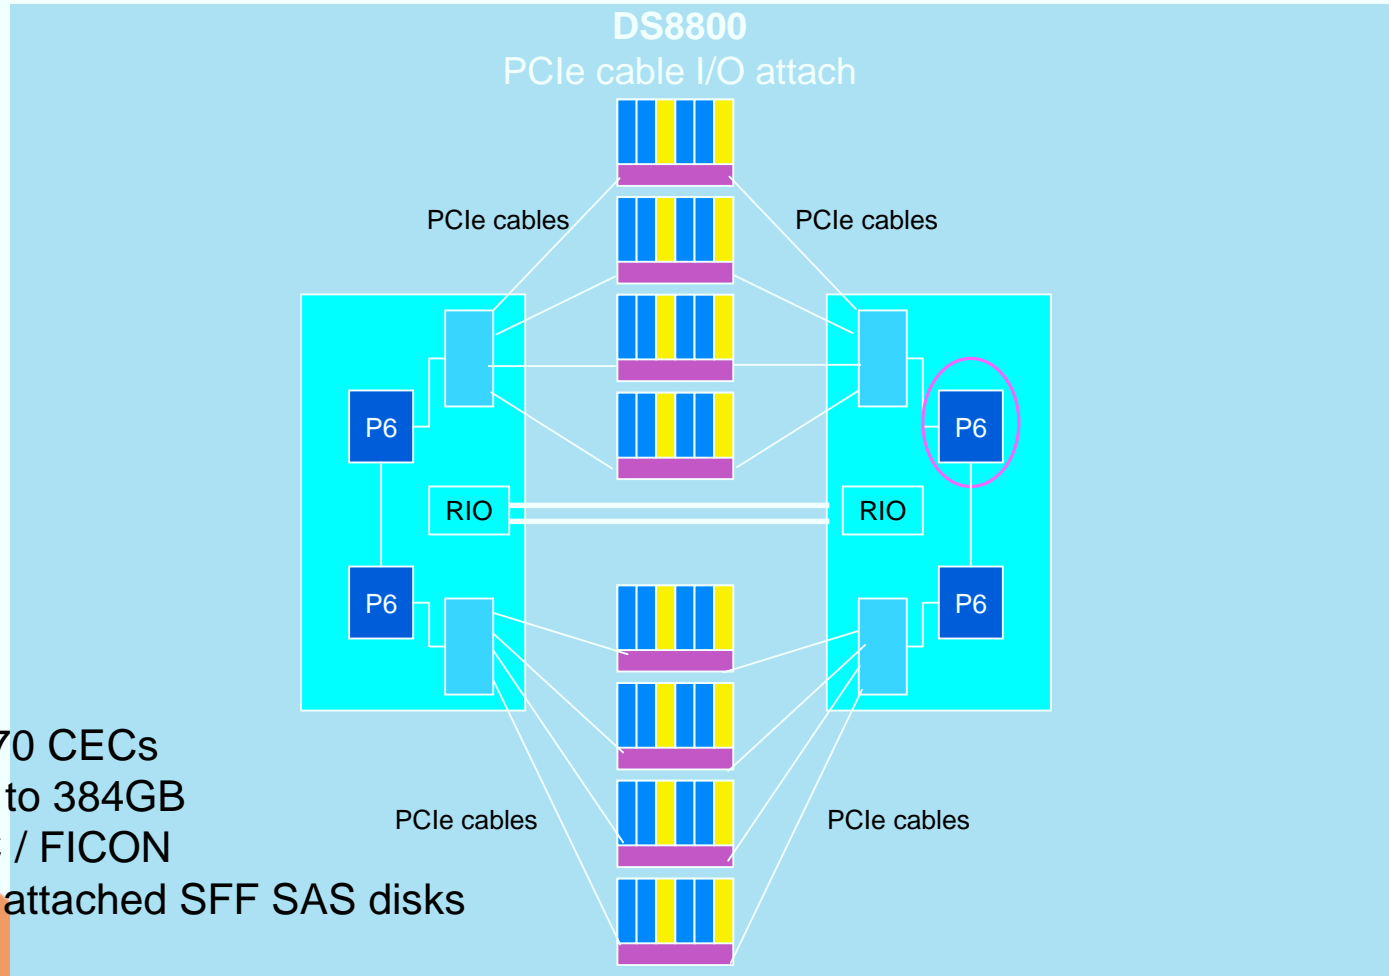 DS8800
PCIe cable I/O attach
PCIe cables
PCIe cables
P6
P6
RIO
RIO
P6
P6
70 CECs
to 384GB
/ FICON
attached SFF SAS disks
PCIe cables
PCIe cables